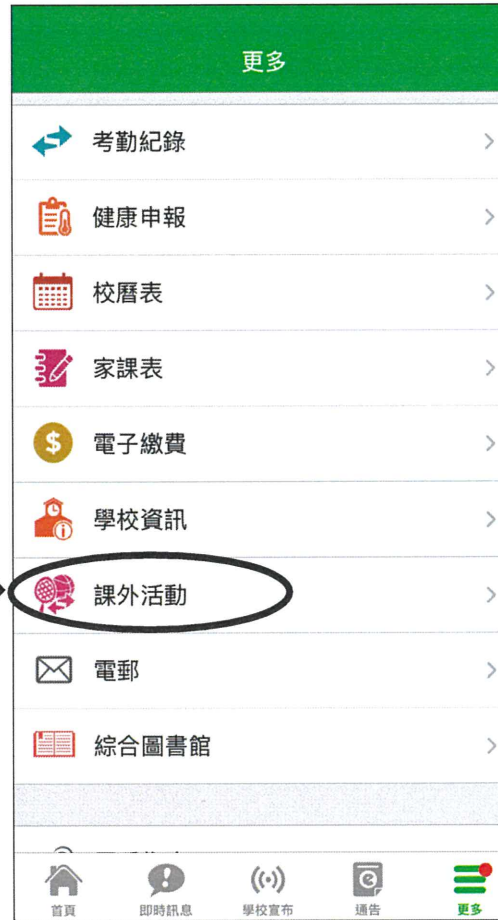 更多
考勤紀錄
健康申報
校曆表
家課表
電子繳費
學校資訊
課外活動
電郵
綜合圖書館
首頁
即時訊息
學校宣布
通告
更多